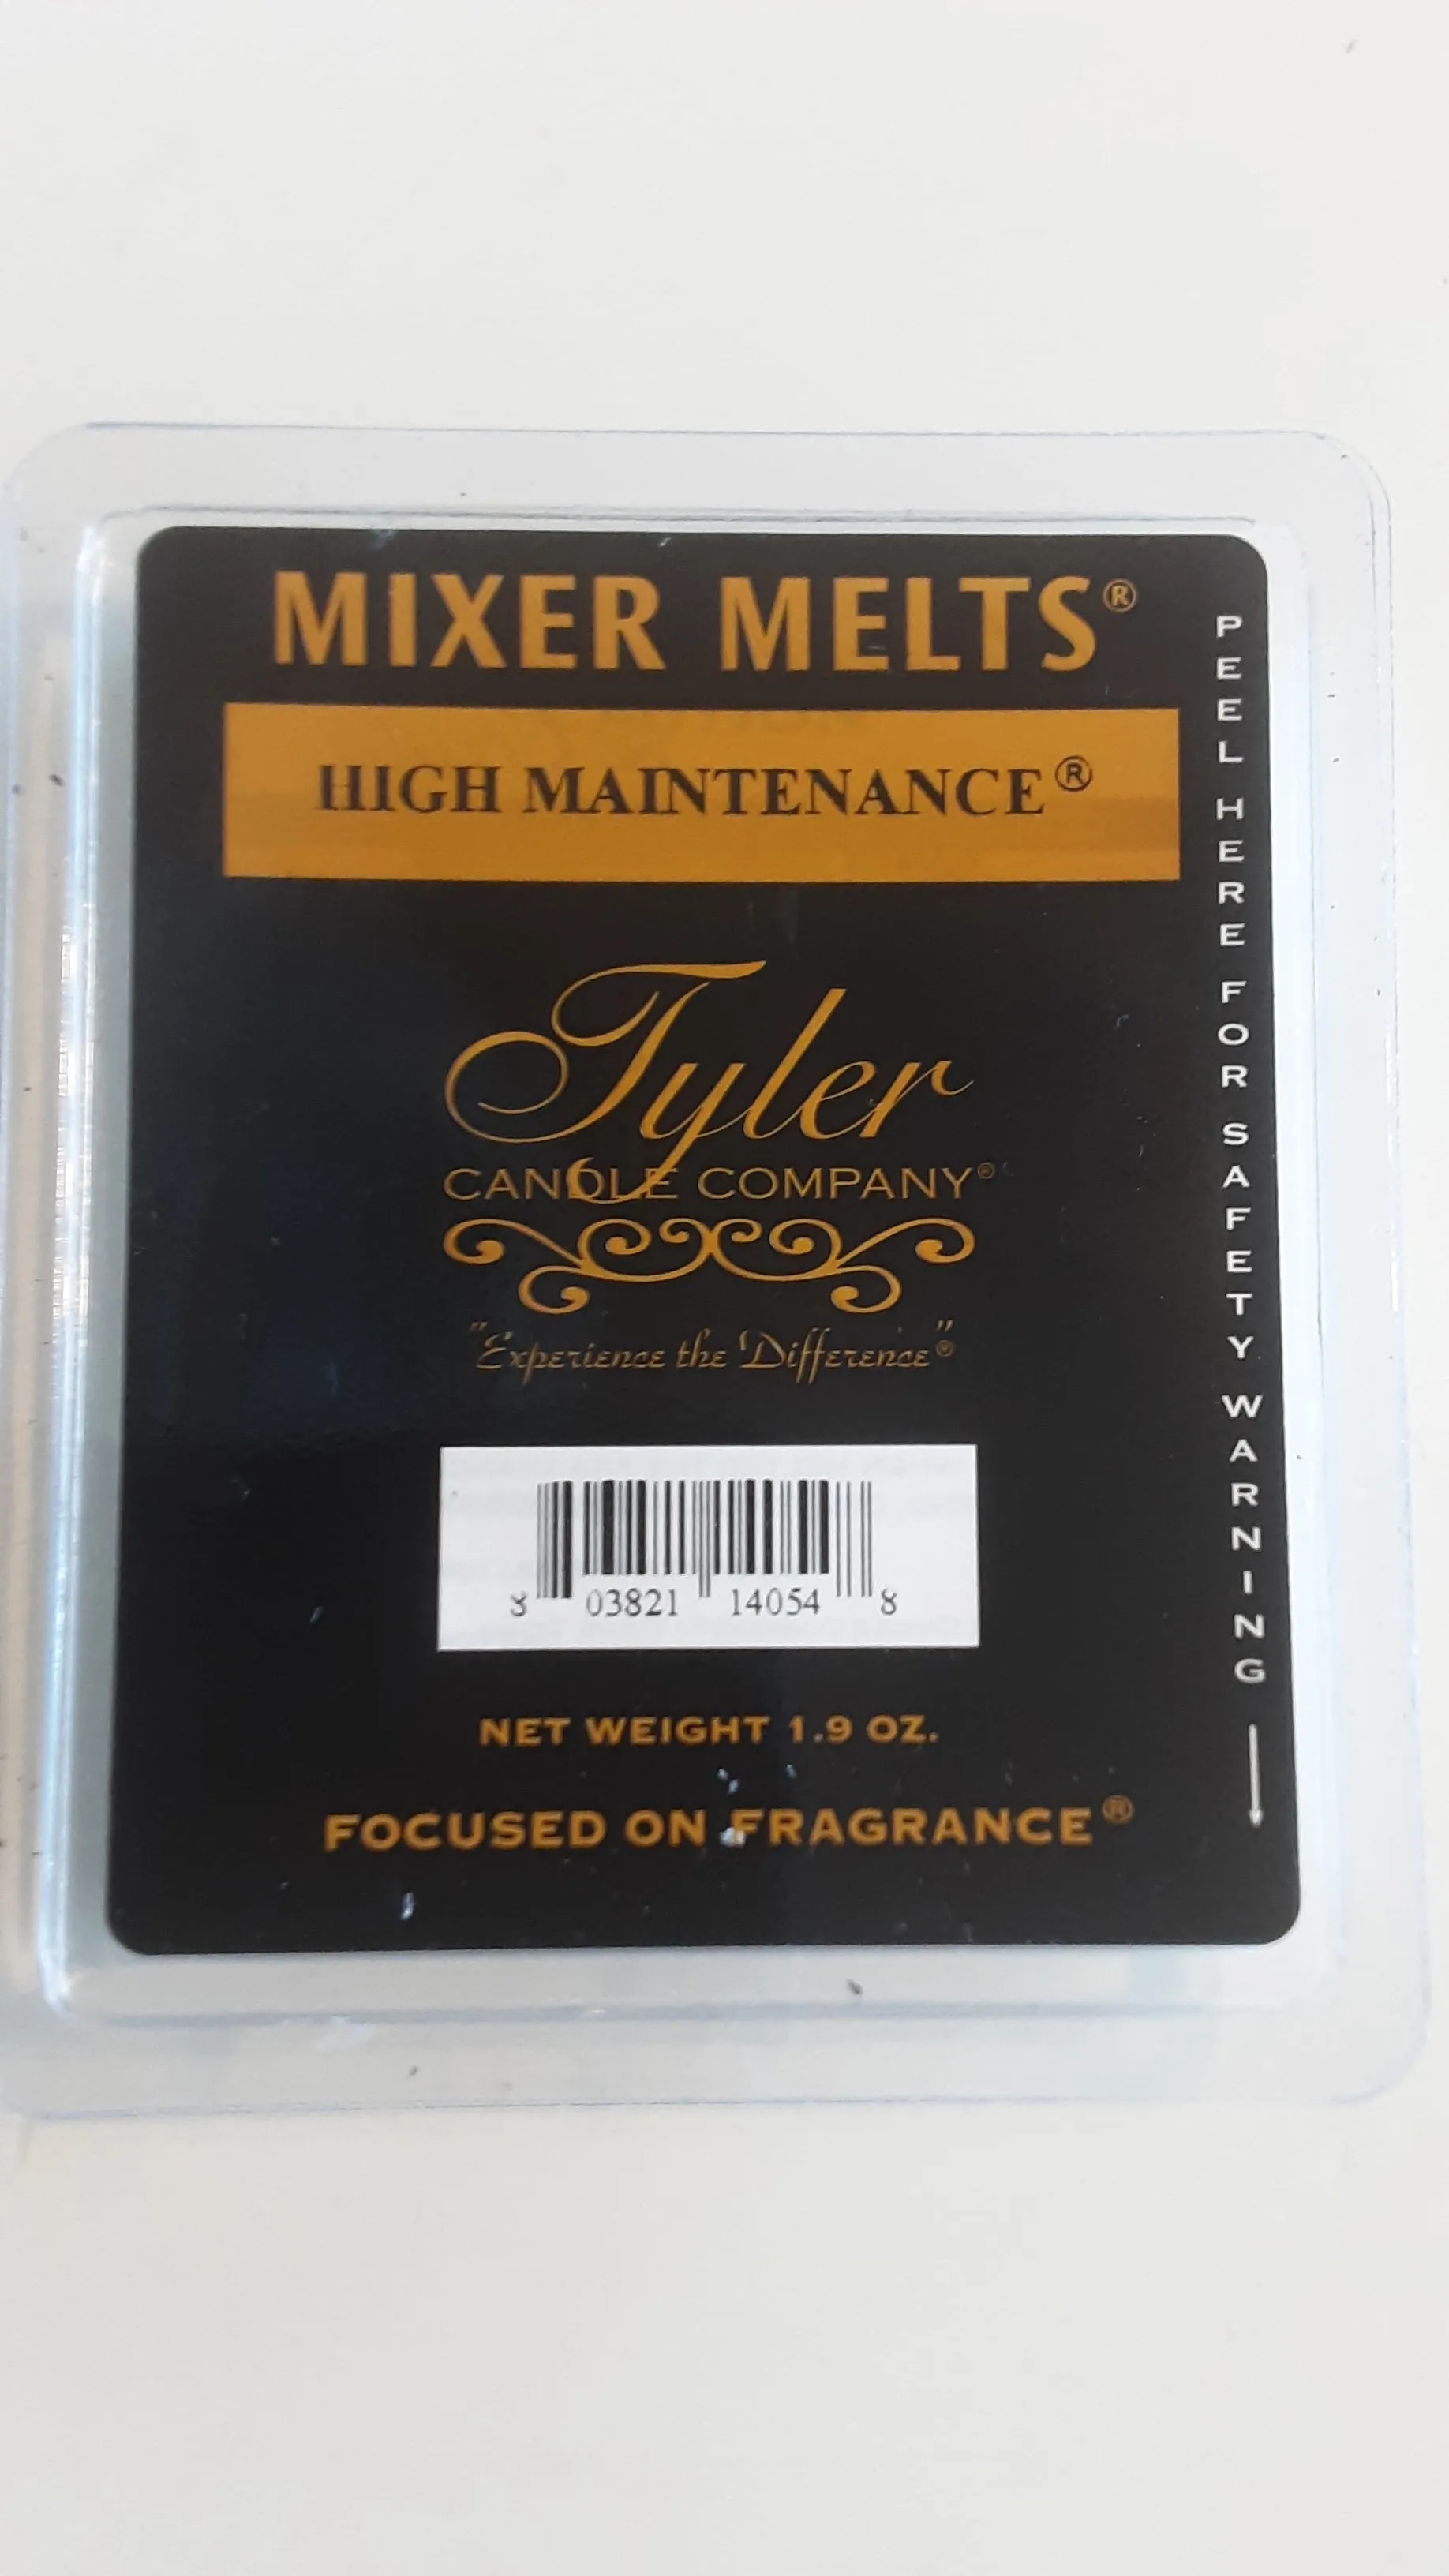 MIXER MELTS®
HIGH MAINTENANCE®
Tyler
CANDLE COMPANY®
"Experience the Difference"®
8 03821 14054 8
NET WEIGHT 1.9 OZ.
FOCUSED ON FRAGRANCE®
PEEL HERE FOR SAFETY WARNING